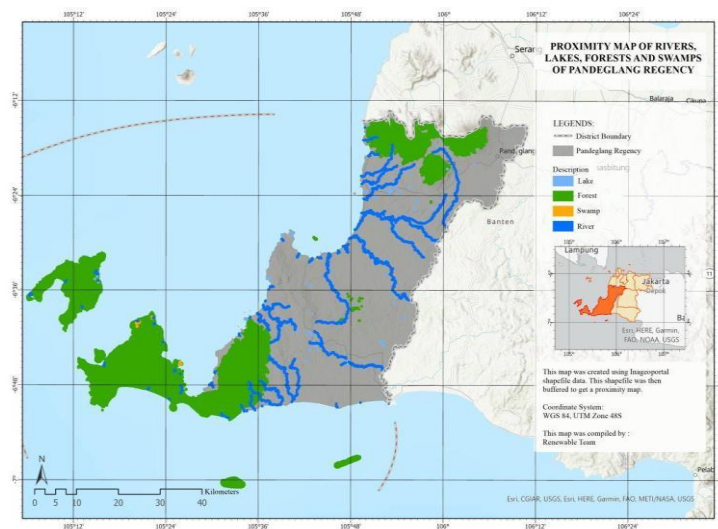 105°12' 105°24' 105°36' 105°48' 106° 106°12' 106°24'
Serang
PROXIMITY MAP OF RIVERS,
LAKES, FORESTS AND SWAMPS
OF PANDEGLANG REGENCY
-6°12'
Balaraja
LEGENDS:
District Boundary
Pandeglang Regency
Description
Lake
Forest
Swamp
River
-6°24'
Banten
Lampung
Jakarta
Depok
Esri, HERE, Garmin,
FAO, NOAA, USGS
-6°48'
This map was created using Inageoportal
shapefile data. This shapefile was then
buffered to get a proximity map.
Coordinate System:
WGS 84, UTM Zone 48S
This map was compiled by :
Renewable Team
-7°
N
Kilometers
0 5 10 20 30 40
Esri, CGIAR, USGS, Esri, HERE, Garmin, FAO, METI/NASA, USGS
105°12' 105°24' 105°36' 105°48' 106° 106°12' 106°24'